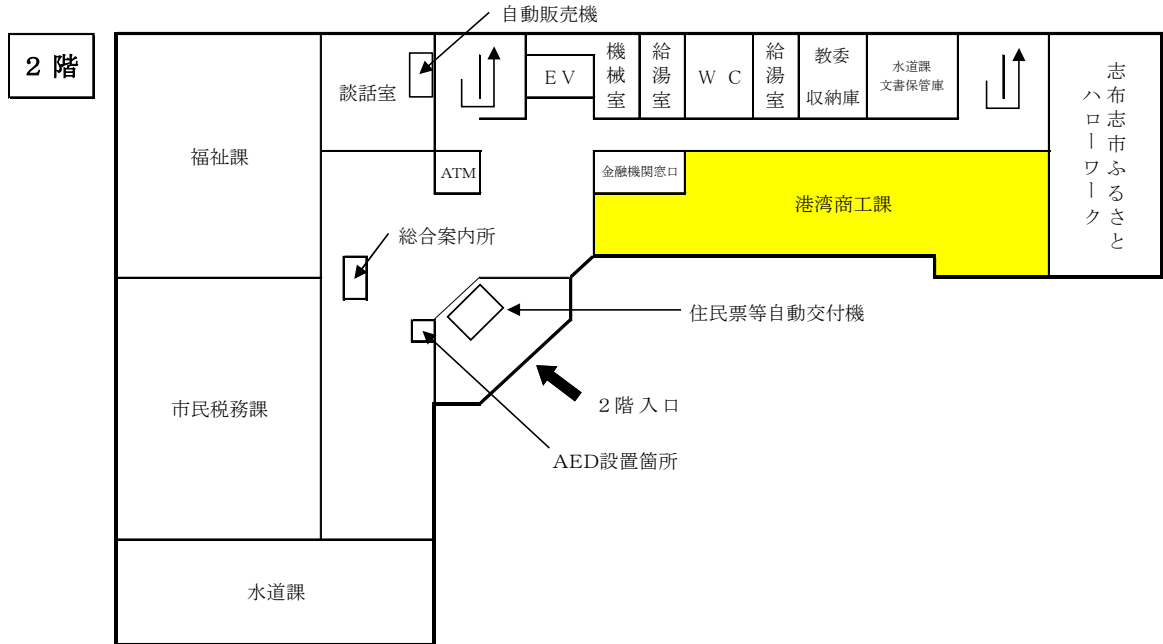 自動販売機
２階
談話室
ＥＶ
機械室
給湯室
ＷＣ
給湯室
教委
収納庫
水道課
文書保管庫
志布志市ふるさと
ハローワーク
福祉課
ATM
金融機関窓口
港湾商工課
総合案内所
住民票等自動交付機
市民税務課
２階入口
AED設置箇所
水道課